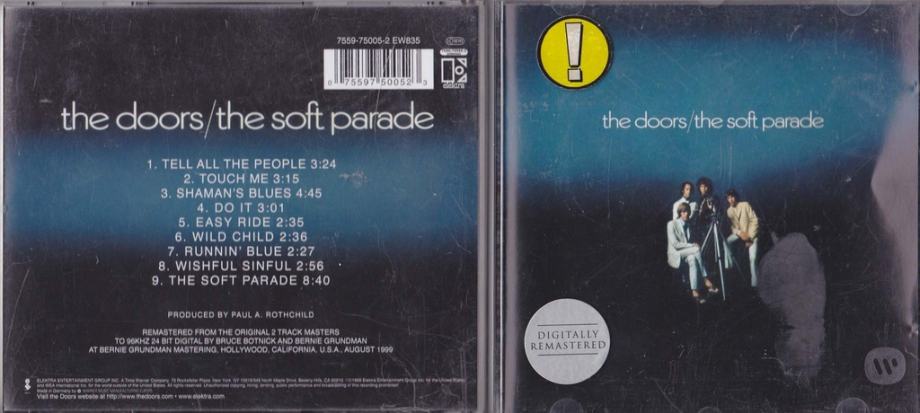 7559-75005-2 EW835
0 75597 50052 3
elektra
the doors/the soft parade
1. TELL ALL THE PEOPLE 3:24
2. TOUCH ME 3:15
3. SHAMAN'S BLUES 4:45
4. DO IT 3:01
5. EASY RIDE 2:35
6. WILD CHILD 2:36
7. RUNNIN' BLUE 2:27
8. WISHFUL SINFUL 2:56
9. THE SOFT PARADE 8:40
PRODUCED BY PAUL A. ROTHCHILD
REMASTERED FROM THE ORIGINAL 2 TRACK MASTERS
TO 96KHZ 24 BIT DIGITAL BY BRUCE BOTNICK AND BERNIE GRUNDMAN
AT BERNIE GRUNDMAN MASTERING, HOLLYWOOD, CALIFORNIA, U.S.A., AUGUST 1999
Visit the Doors website at http://www.thedoors.com • www.elektra.com
!
the doors/the soft parade
DIGITALLY
REMASTERED